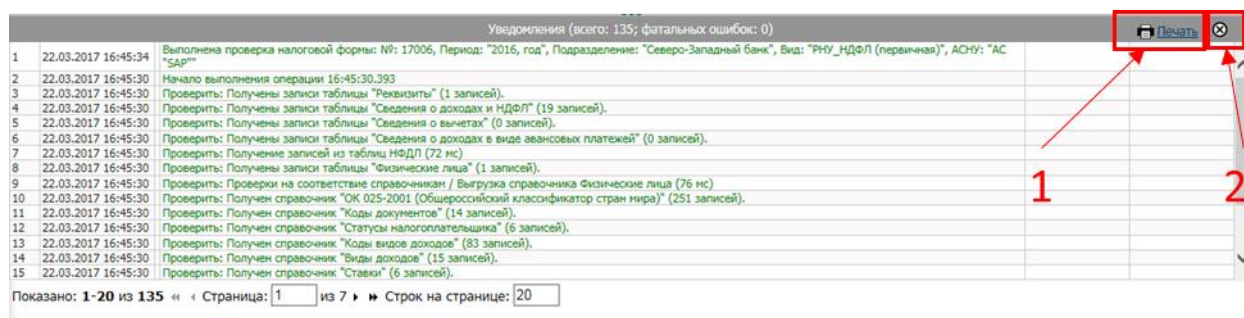 Уведомления (всего: 135; фатальных ошибок: 0) Печать
1 22.03.2017 16:45:34 Выполнена проверка налоговой формы: №: 17006, Период: "2016, год", Подразделение: "Северо-Западный банк", Вид: "РНУ_НДФЛ (первичная)", АСНУ: "АС
"SAP""
2 22.03.2017 16:45:30 Начало выполнения операции 16:45:30.393
3 22.03.2017 16:45:30 Проверить: Получены записи таблицы "Реквизиты" (1 записей).
4 22.03.2017 16:45:30 Проверить: Получены записи таблицы "Сведения о доходах и НДФЛ" (19 записей).
5 22.03.2017 16:45:30 Проверить: Получены записи таблицы "Сведения о вычетах" (0 записей).
6 22.03.2017 16:45:30 Проверить: Получены записи таблицы "Сведения о доходах в виде авансовых платежей" (0 записей).
7 22.03.2017 16:45:30 Проверить: Получение записей из таблиц НФДЛ (72 мс)
8 22.03.2017 16:45:30 Проверить: Получены записи таблицы "Физические лица" (1 записей).
9 22.03.2017 16:45:30 Проверить: Проверки на соответствие справочникам / Выгрузка справочника Физические лица (76 мс)
10 22.03.2017 16:45:30 Проверить: Получен справочник "ОК 025-2001 (Общероссийский классификатор стран мира)" (251 записей).
11 22.03.2017 16:45:30 Проверить: Получен справочник "Коды документов" (14 записей).
12 22.03.2017 16:45:30 Проверить: Получен справочник "Статусы налогоплательщика" (6 записей).
13 22.03.2017 16:45:30 Проверить: Получен справочник "Коды видов доходов" (83 записей).
14 22.03.2017 16:45:30 Проверить: Получен справочник "Виды доходов" (15 записей).
15 22.03.2017 16:45:30 Проверить: Получен справочник "Ставки" (6 записей).
1 2
Показано: 1-20 из 135 « Страница: 1 из 7 » Строк на странице: 20